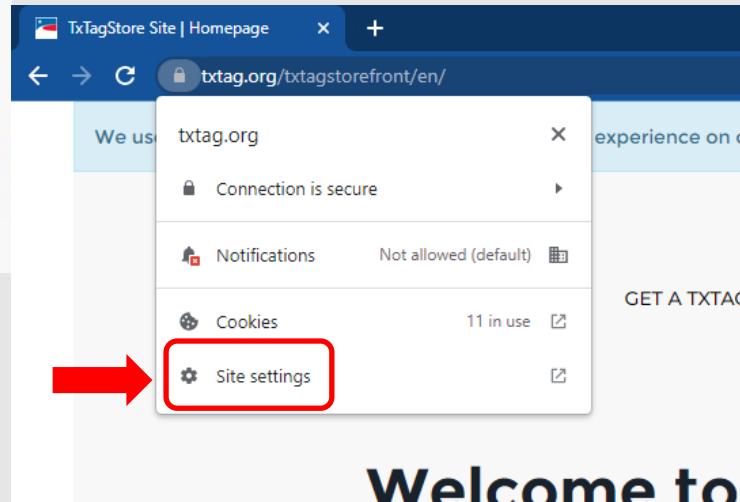 TxTagStore Site | Homepage
txtag.org/txtagstorefront/en/
We us
experience on
txtag.org
Connection is secure
Notifications Not allowed (default)
Cookies 11 in use
Site settings
GET A TXTAG
Welcome to